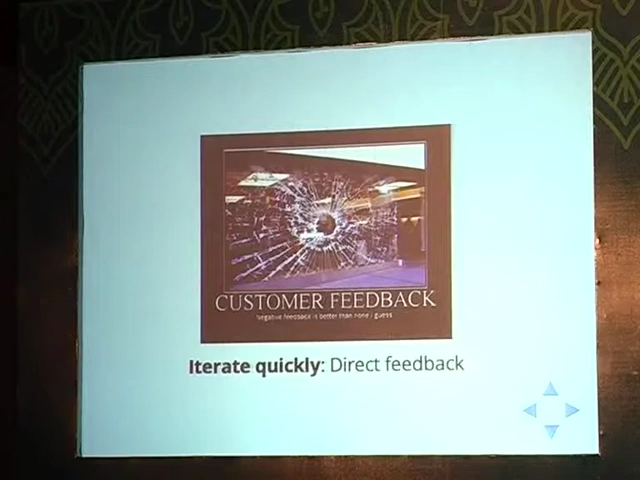 CUSTOMER FEEDBACK
Negative feedback is better than none I guess
Iterate quickly: Direct feedback